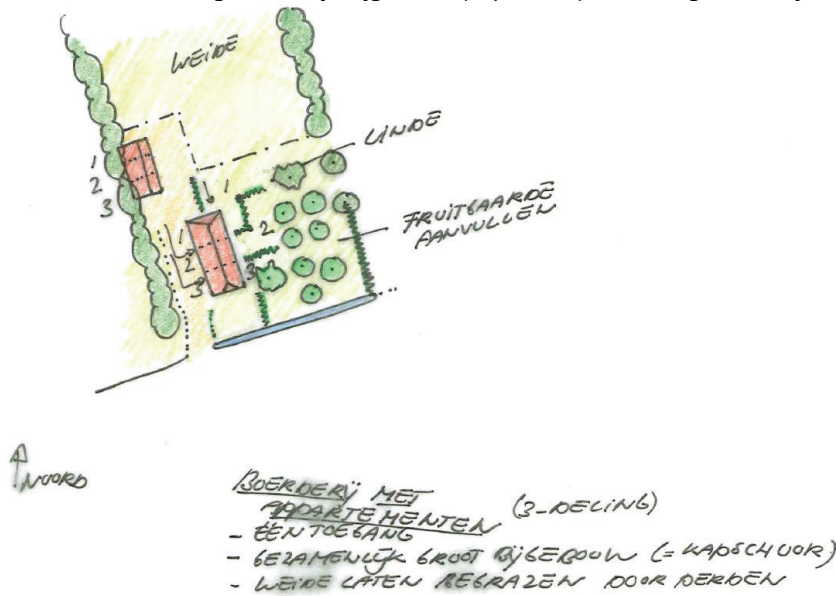 WEIDE
LINDE
FRUITGAARDE
AANVULLEN
1
2
3
1
2
3
1
2
3
NOORD
BOERDERIJ MET
APPARTEMENTEN (3-DELING)
- ÉÉN TOEGANG
- GEZAMENLIJK GROOT BIJGEBOUW (= KAPSCHUUR)
- WEIDE LATEN BEGRAZEN DOOR DERDEN